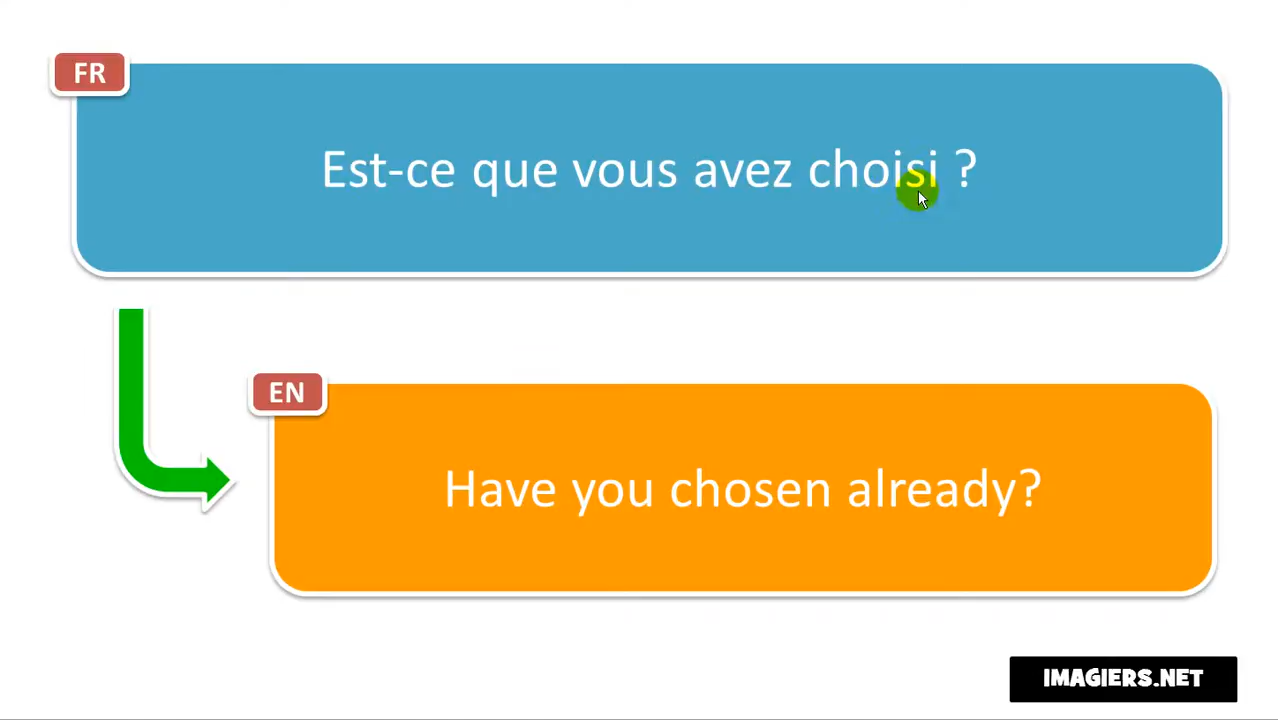 FR
Est-ce que vous avez choisi ?
EN
Have you chosen already?
IMAGIERS.NET